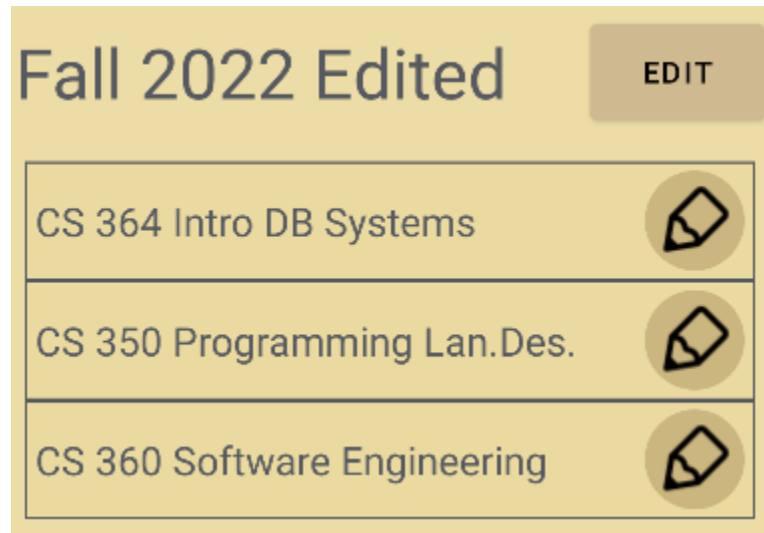 Fall 2022 Edited EDIT
CS 364 Intro DB Systems
CS 350 Programming Lan.Des.
CS 360 Software Engineering